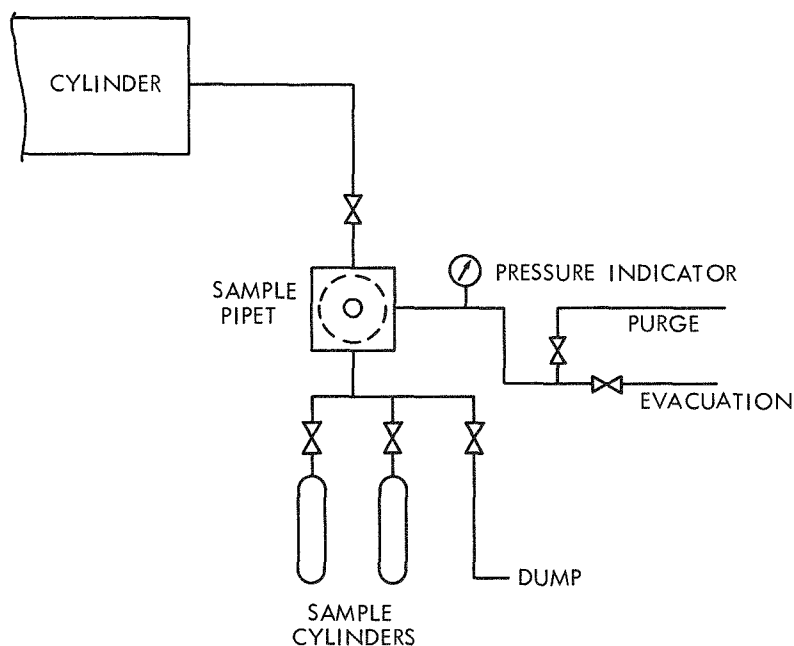 CYLINDER
SAMPLE
PIPET
PRESSURE INDICATOR
PURGE
EVACUATION
DUMP
SAMPLE
CYLINDERS